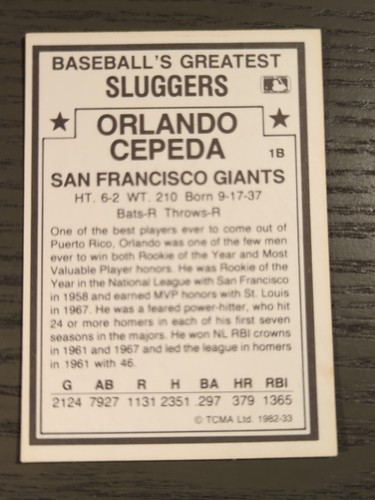 BASEBALL'S GREATEST
SLUGGERS
ORLANDO
CEPEDA
1B
SAN FRANCISCO GIANTS
HT. 6-2 WT. 210 Born 9-17-37
Bats-R Throws-R
One of the best players ever to come out of
Puerto Rico, Orlando was one of the few men
ever to win both Rookie of the Year and Most
Valuable Player honors. He was Rookie of the
Year in the National League with San Francisco
in 1958 and earned MVP honors with St. Louis
in 1967. He was a feared power-hitter, who hit
24 or more homers in each of his first seven
seasons in the majors. He won NL RBI crowns
in 1961 and 1967 and led the league in homers
in 1961 with 46.
G AB R H BA HR RBI
2124 7927 1131 2351 .297 379 1365
© TCMA Ltd. 1982-33